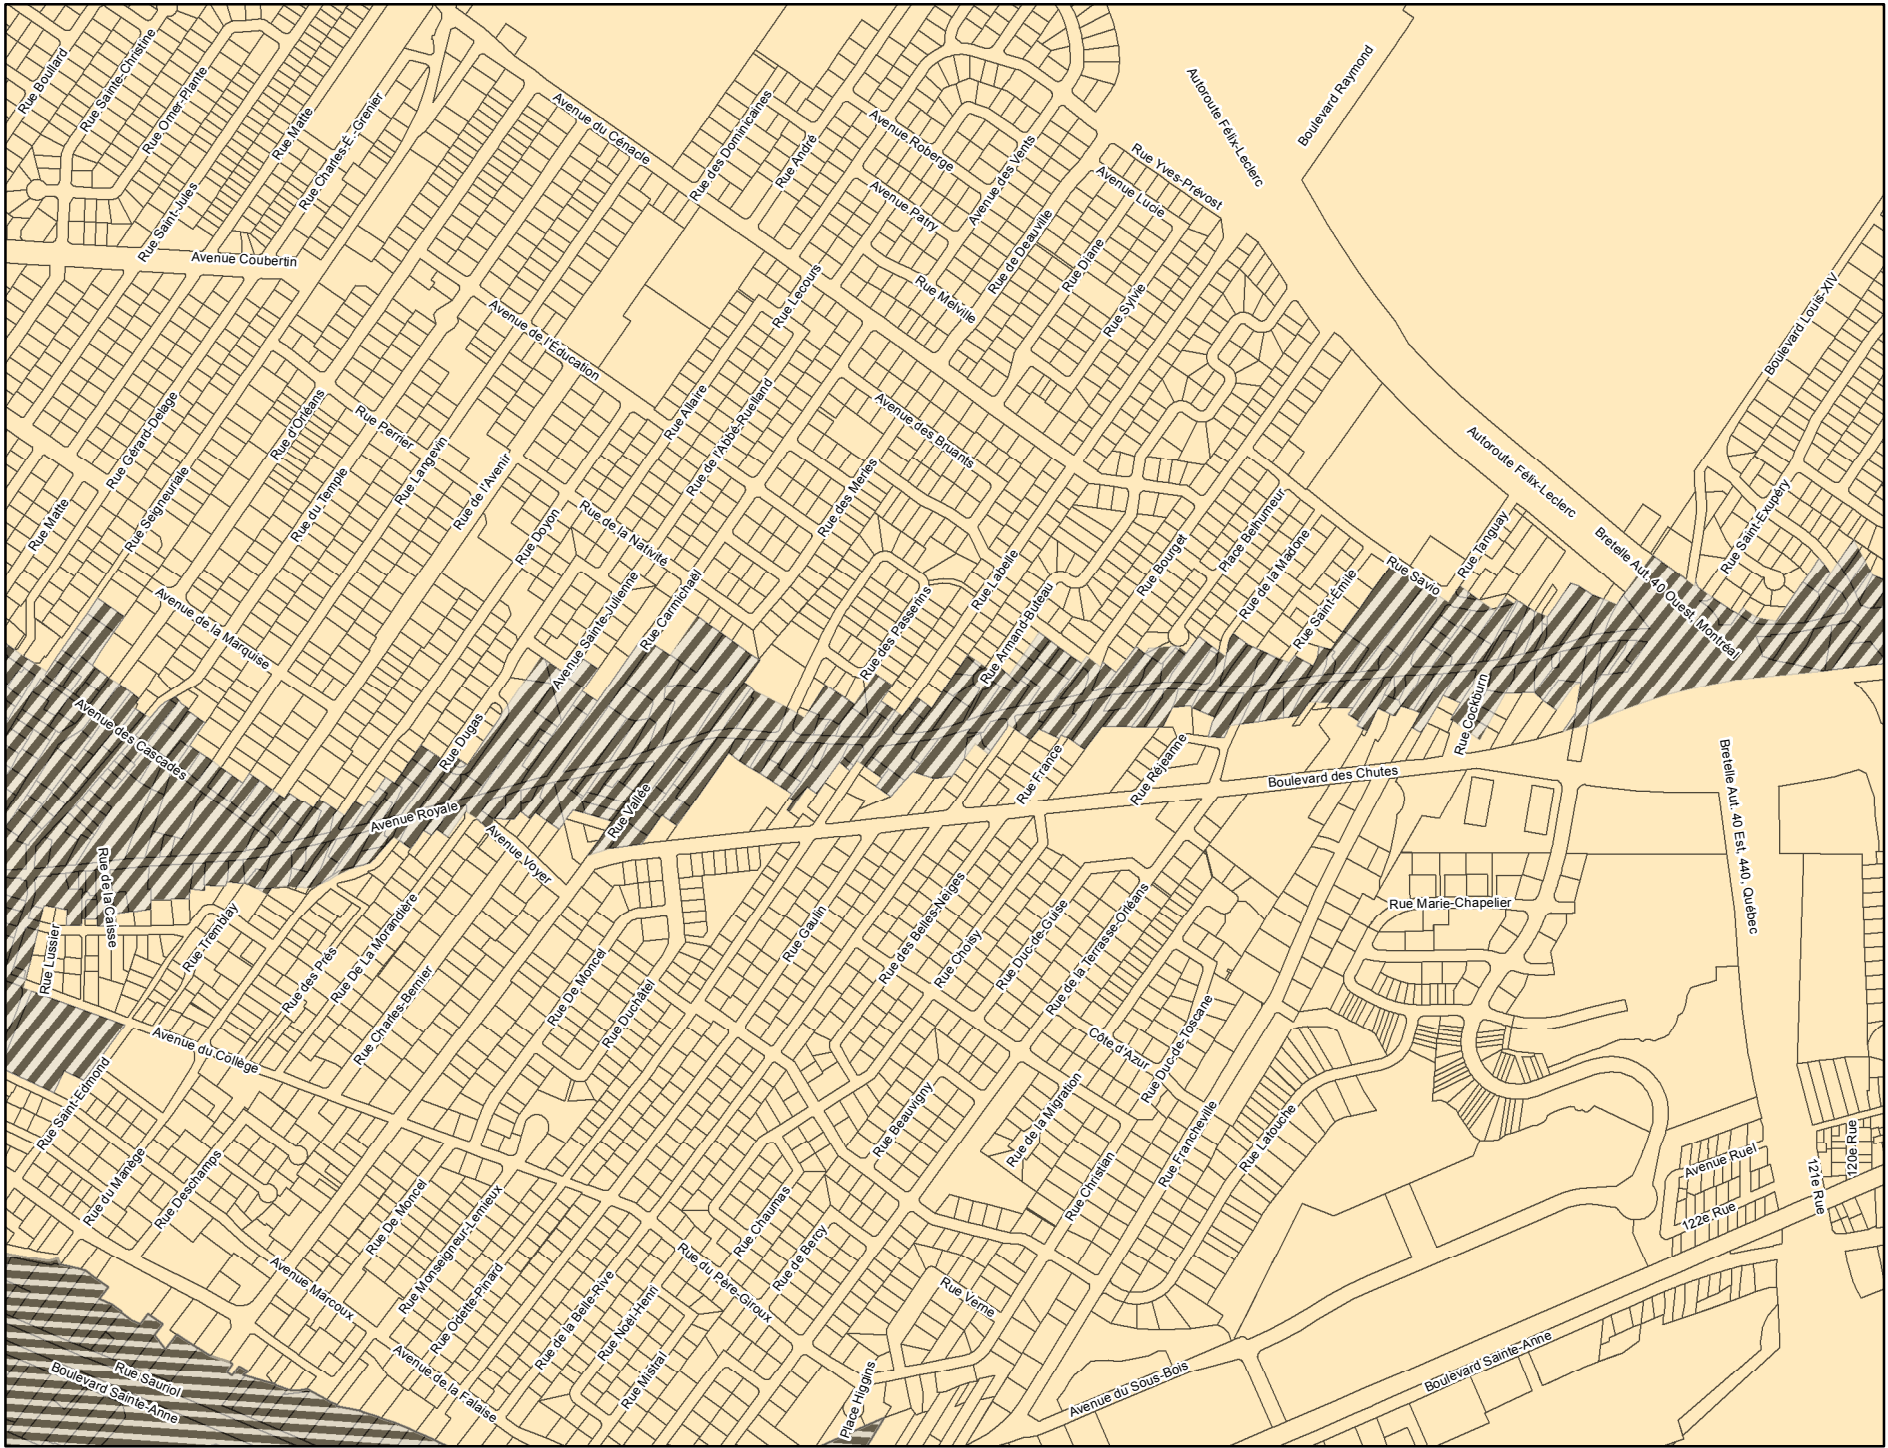 Rue Boullard
Rue Sainte-Christine
Rue Omer-Plante
Rue Matte
Rue Charles-É.-Grenier
Rue Saint-Jules
Avenue Coubertin
Avenue du Cénacle
Rue des Dominicaines
Rue André
Avenue Roberge
Avenue Patry
Avenue des Vents
Rue Yves-Prévost
Avenue Lucie
Autoroute Félix-Leclerc
Boulevard Raymond
Rue de Deauville
Rue Diane
Rue Sylvie
Rue Melville
Rue Lecours
Avenue de l'Éducation
Boulevard Louis-XIV
Rue Gérard-Delage
Rue d'Orléans
Rue Perrier
Rue Langevin
Rue Allaire
Rue de l'Abbé-Ruelland
Avenue des Bruants
Autoroute Félix-Leclerc
Rue Matte
Rue Seigneuriale
Rue du Temple
Rue de l'Avenir
Rue Doyon
Rue de la Nativité
Rue des Merles
Rue Labelle
Rue Bourget
Place Belhumeur
Rue de la Madone
Rue Saint-Émile
Rue Savio
Rue Tanguay
Bretelle Aut. 40 Ouest, Montréal
Rue Saint-Exupéry
Avenue de la Marquise
Avenue Sainte-Julienne
Rue Carmichaël
Rue des Passerins
Rue Armand-Buteau
Avenue des Cascades
Rue Dugas
Avenue Royale
Rue Vallée
Avenue Voyer
Rue France
Rue Réjeanne
Boulevard des Chutes
Rue Cockburn
Bretelle Aut. 40 Est, 440, Québec
Rue de la Caisse
Rue Lussier
Rue Tremblay
Rue des Prés
Rue De La Morandière
Rue Charles-Bernier
Rue De Moncel
Rue Duchâtel
Rue Gaulin
Rue des Belles-Neiges
Rue Choisy
Rue Duc-de-Guise
Rue de la Terrasse-Orléans
Rue Marie-Chapelier
Avenue du Collège
Rue Saint-Edmond
Côte d'Azur
Rue Duc-de-Toscane
Rue de la Migration
Rue Beauvigny
Rue Francheville
Rue Latouche
Rue du Manège
Rue Deschamps
Rue De Moncel
Rue Monseigneur-Lemieux
Rue Odette-Pinard
Rue Chaumas
Rue de Bercy
Rue Christian
Avenue Ruel
122e Rue
121e Rue
120e Rue
Avenue Marcoux
Rue du Père-Giroux
Rue de la Belle-Rive
Rue Noël-Henri
Rue Mistral
Rue Verne
Place Higgins
Avenue de la Falaise
Avenue du Sous-Bois
Boulevard Sainte-Anne
Rue Sauriol
Boulevard Sainte-Anne